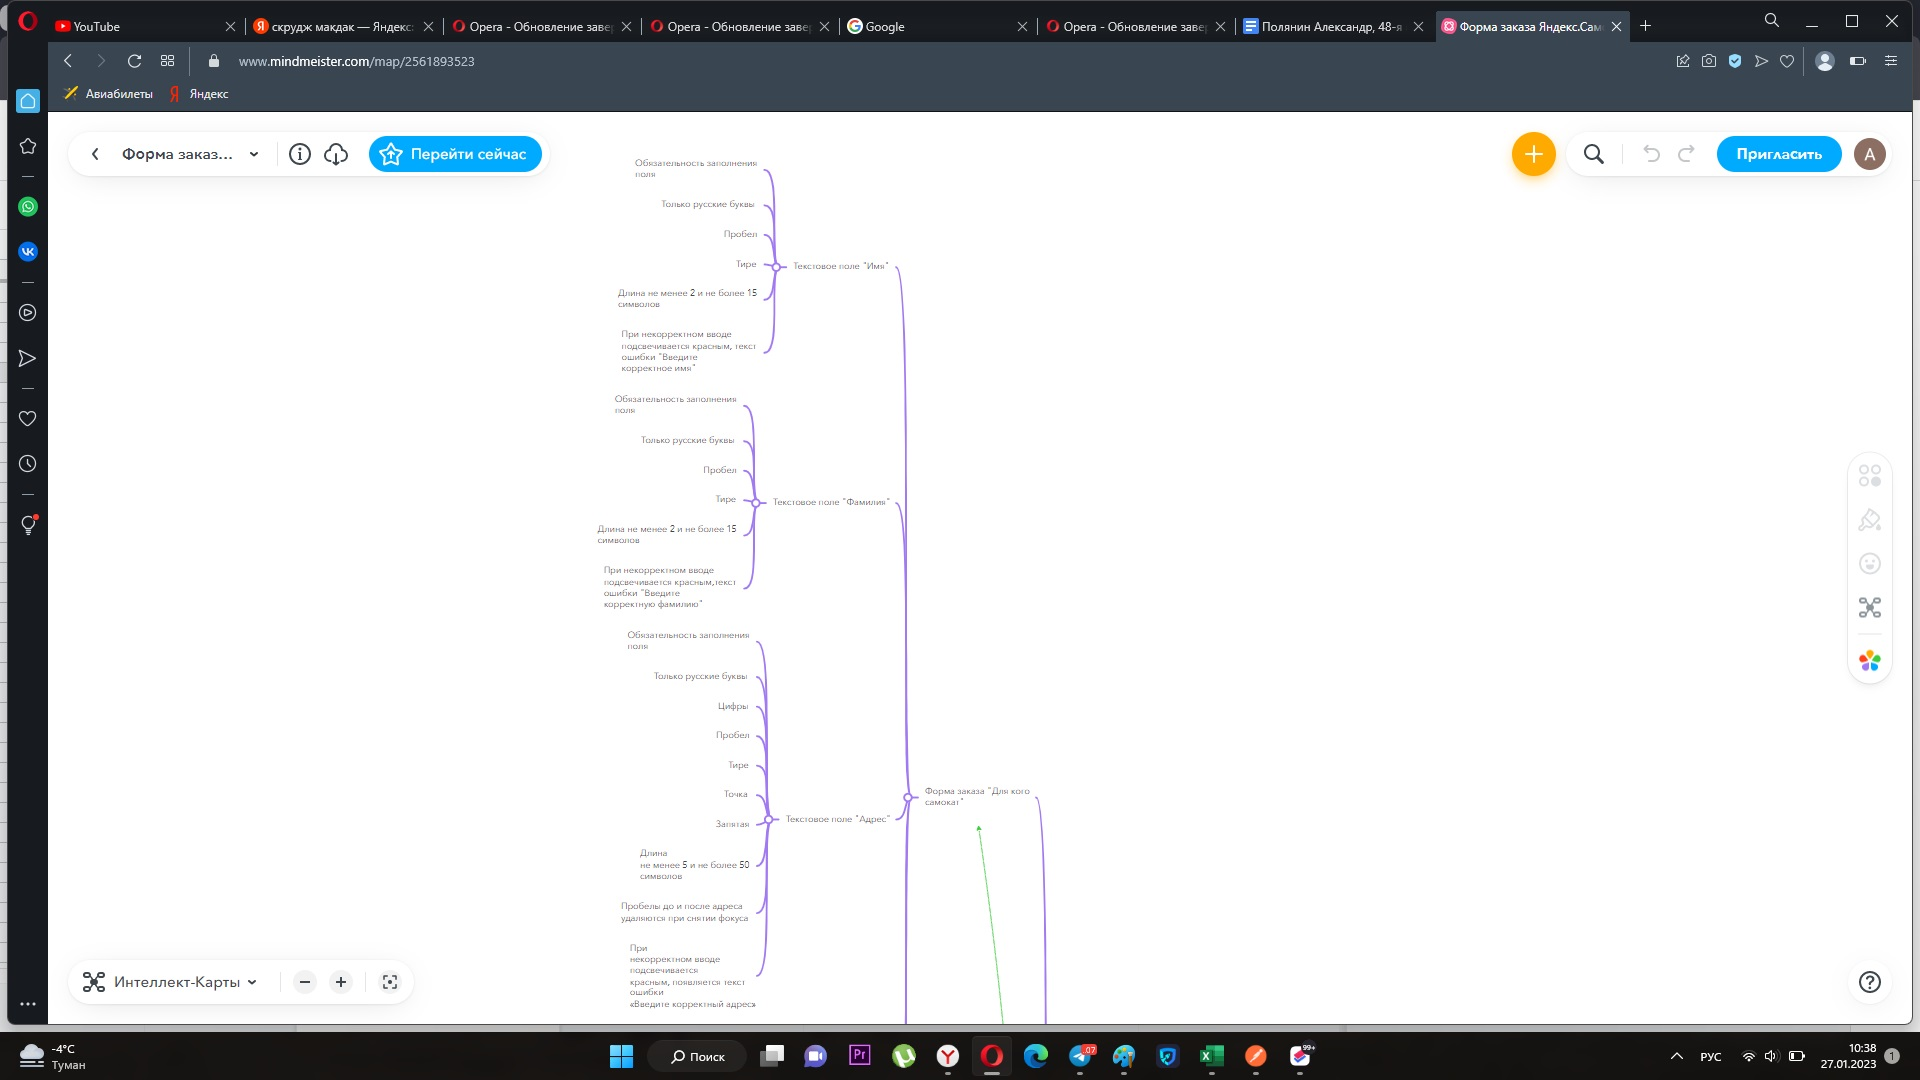 YouTube
скрудж макдак — Яндекс:
Opera - Обновление заве
Opera - Обновление заве
Google
Opera - Обновление заве
Полянин Александр, 48-я
Форма заказа Яндекс.Сам
www.mindmeister.com/map/2561893523
Авиабилеты
Яндекс
Форма заказ...
Перейти сейчас
Пригласить
А
Обязательность заполнения
поля
Только русские буквы
Пробел
Тире
Текстовое поле "Имя"
Длина не менее 2 и не более 15
символов
При некорректном вводе
подсвечивается красным, текст
ошибки "Введите
корректное имя"
Обязательность заполнения
поля
Только русские буквы
Пробел
Тире
Текстовое поле "Фамилия"
Длина не менее 2 и не более 15
символов
При некорректном вводе
подсвечивается красным,текст
ошибки "Введите
корректную фамилию"
Обязательность заполнения
поля
Только русские буквы
Цифры
Пробел
Тире
Точка
Запятая
Текстовое поле "Адрес"
Форма заказа "Для кого
самокат"
Длина
не менее 5 и не более 50
символов
Пробелы до и после адреса
удаляются при снятии фокуса
При
некорректном вводе
подсвечивается
красным, появляется текст
ошибки
«Введите корректный адрес»
Интеллект-Карты
-4°C
Туман
Поиск
Pr
07
99+
РУС
10:38
27.01.2023
1